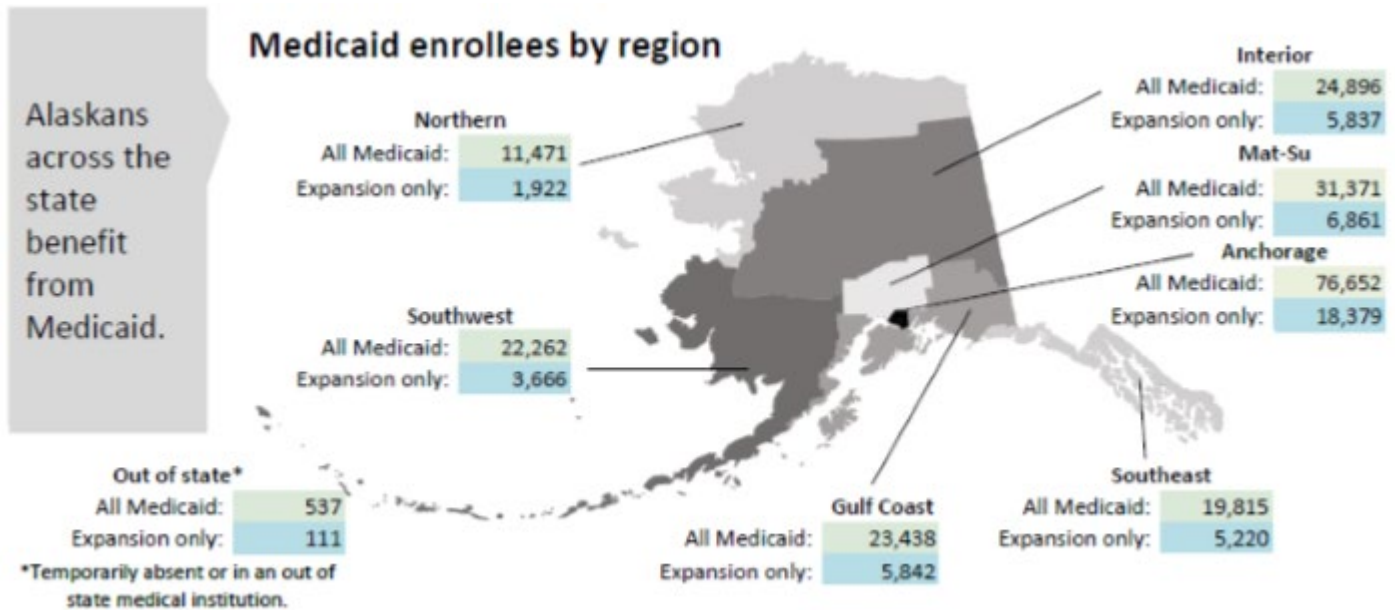 Medicaid enrollees by region
Alaskans
across the
state
benefit
from
Medicaid.
Northern
All Medicaid: 11,471
Expansion only: 1,922
Southwest
All Medicaid: 22,262
Expansion only: 3,666
Out of state*
All Medicaid: 537
Expansion only: 111
*Temporarily absent or in an out of
state medical institution.
Interior
All Medicaid: 24,896
Expansion only: 5,837
Mat-Su
All Medicaid: 31,371
Expansion only: 6,861
Anchorage
All Medicaid: 76,652
Expansion only: 18,379
Southeast
All Medicaid: 19,815
Expansion only: 5,220
Gulf Coast
All Medicaid: 23,438
Expansion only: 5,842